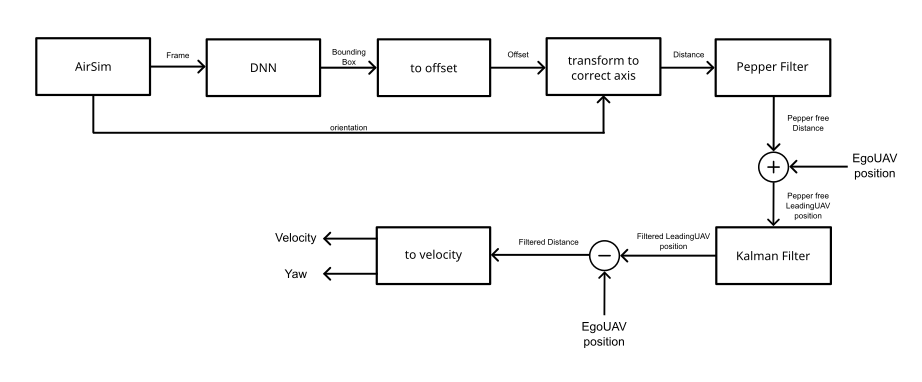 AirSim
Frame
DNN
Bounding
Box
to offset
Offset
transform to
correct axis
Distance
Pepper Filter
orientation
Pepper free
Distance
+
EgoUAV
position
Pepper free
LeadingUAV
position
Velocity
Yaw
to velocity
Filtered Distance
−
Filtered LeadingUAV
position
Kalman Filter
EgoUAV
position